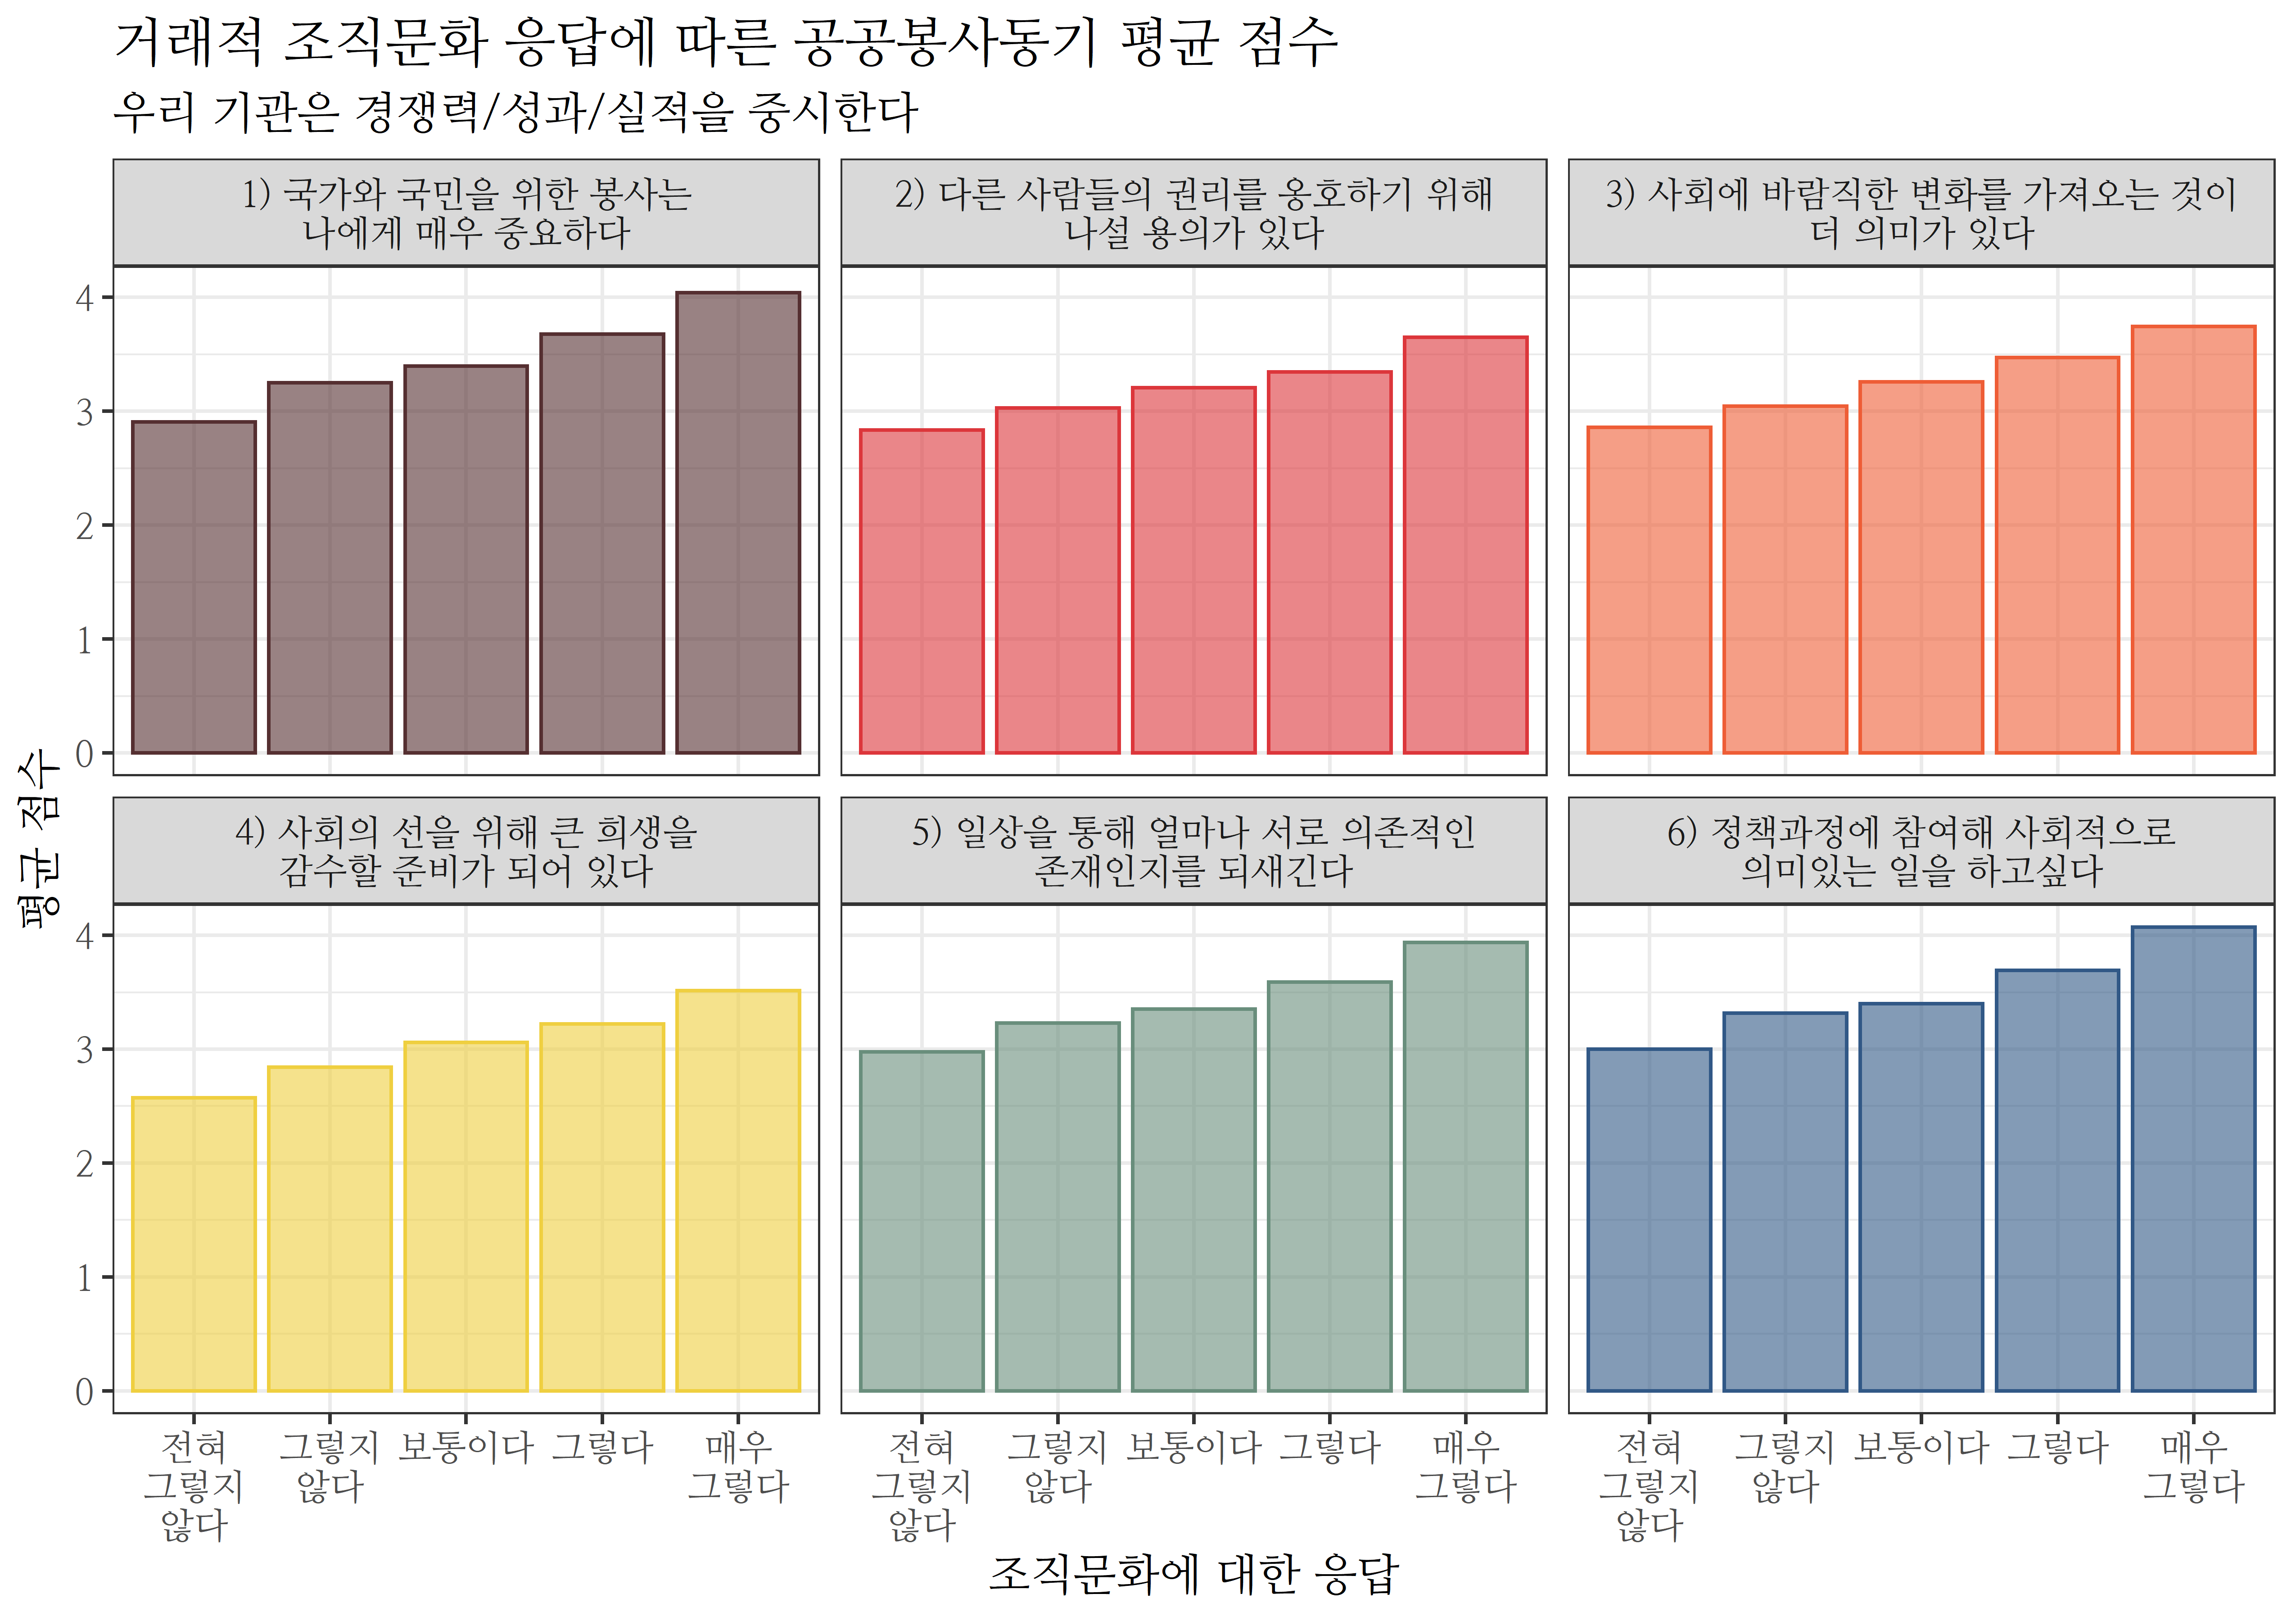 거래적 조직문화 응답에 따른 공공봉사동기 평균 점수
우리 기관은 경쟁력/성과/실적을 중시한다
1) 국가와 국민을 위한 봉사는
나에게 매우 중요하다
2) 다른 사람들의 권리를 옹호하기 위해
나설 용의가 있다
3) 사회에 바람직한 변화를 가져오는 것이
더 의미가 있다
4
3
2
1
0
평균 점수
4) 사회의 선을 위해 큰 희생을
감수할 준비가 되어 있다
5) 일상을 통해 얼마나 서로 의존적인
존재인지를 되새긴다
6) 정책과정에 참여해 사회적으로
의미있는 일을 하고싶다
4
3
2
1
0
전혀
그렇지
않다
그렇지
않다
보통이다
그렇다
매우
그렇다
전혀
그렇지
않다
그렇지
않다
보통이다
그렇다
매우
그렇다
전혀
그렇지
않다
그렇지
않다
보통이다
그렇다
매우
그렇다
조직문화에 대한 응답